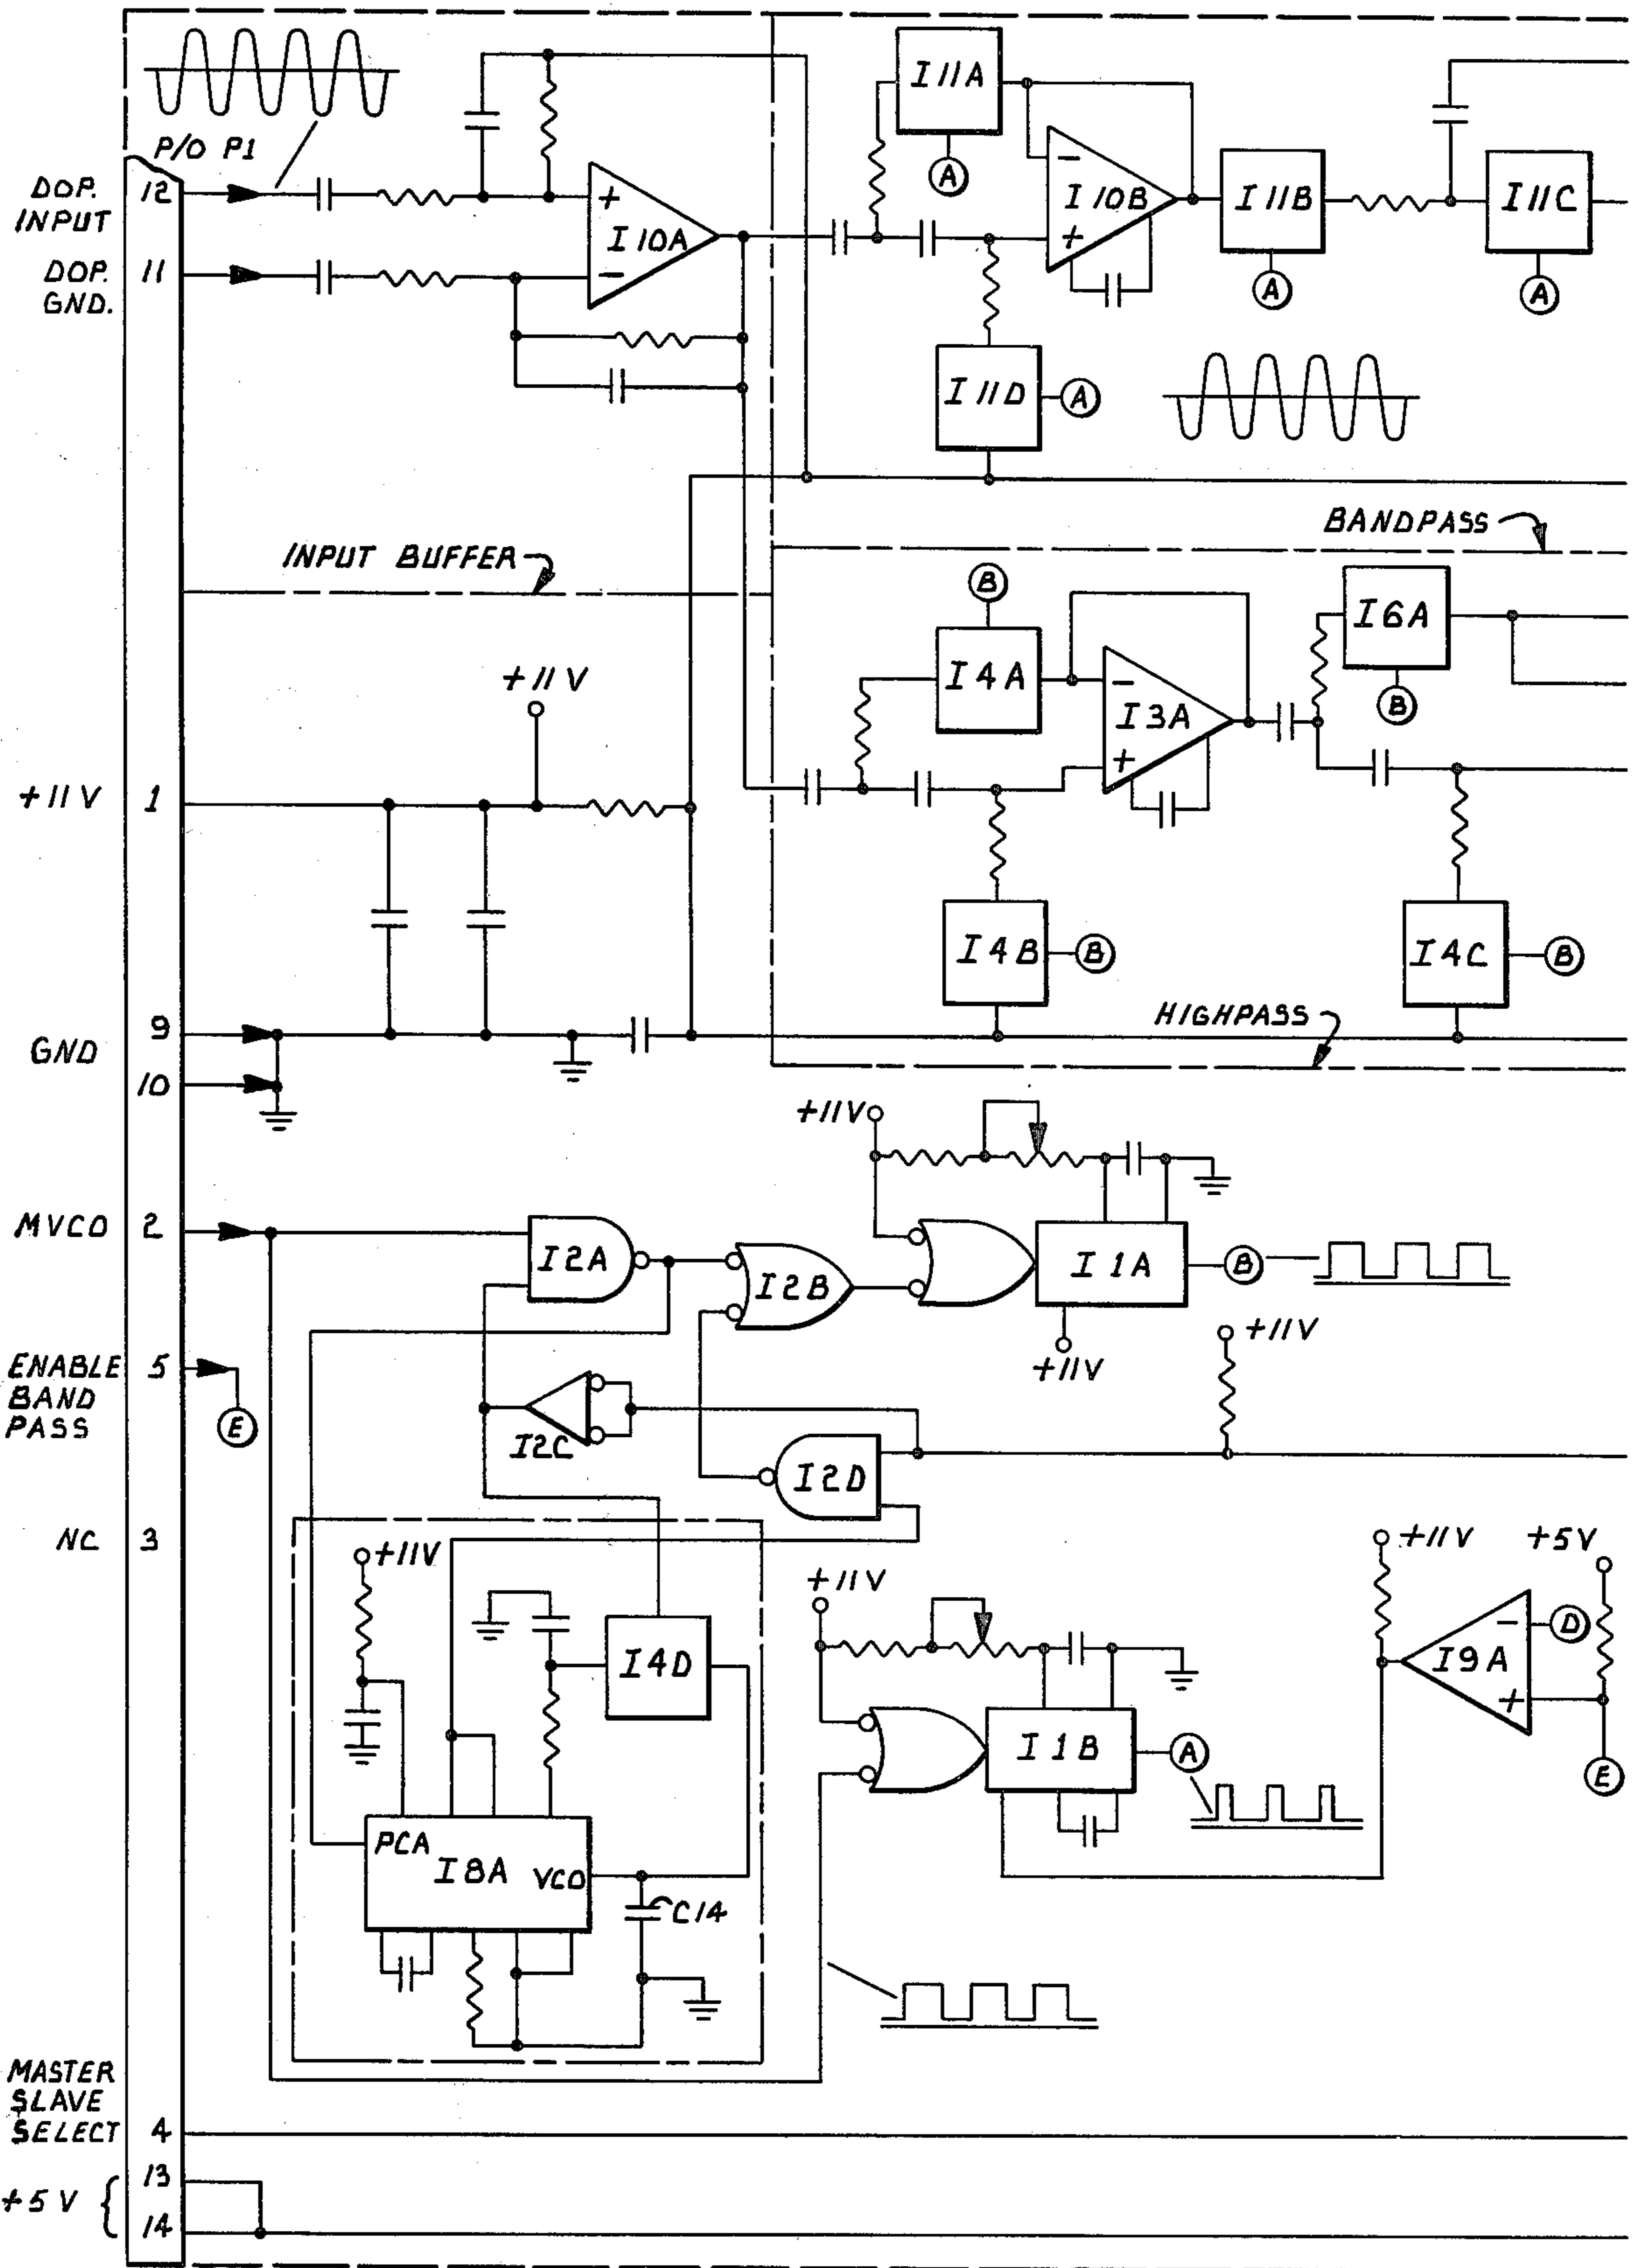 P/O P1
DOP. INPUT 12
DOP. GND. 11
+
I10A
-
I11A
A
-
I10B
+
I11B
A
I11C
A
I11D
A
BANDPASS
INPUT BUFFER
B
I4A
-
I3A
+
I6A
B
+11V
+11V 1
I4B
B
I4C
B
HIGHPASS
GND
9
10
+11V
MVCO 2
I2A
I2B
I1A
B
+11V
+11V
ENABLE 5
BAND
PASS
E
I2C
I2D
NC 3
+11V
I4D
+11V
+11V
+5V
-
D
I9A
+
E
I1B
A
PCA
I8A
VCO
C14
MASTER
SLAVE
SELECT 4
13
+5V {
14